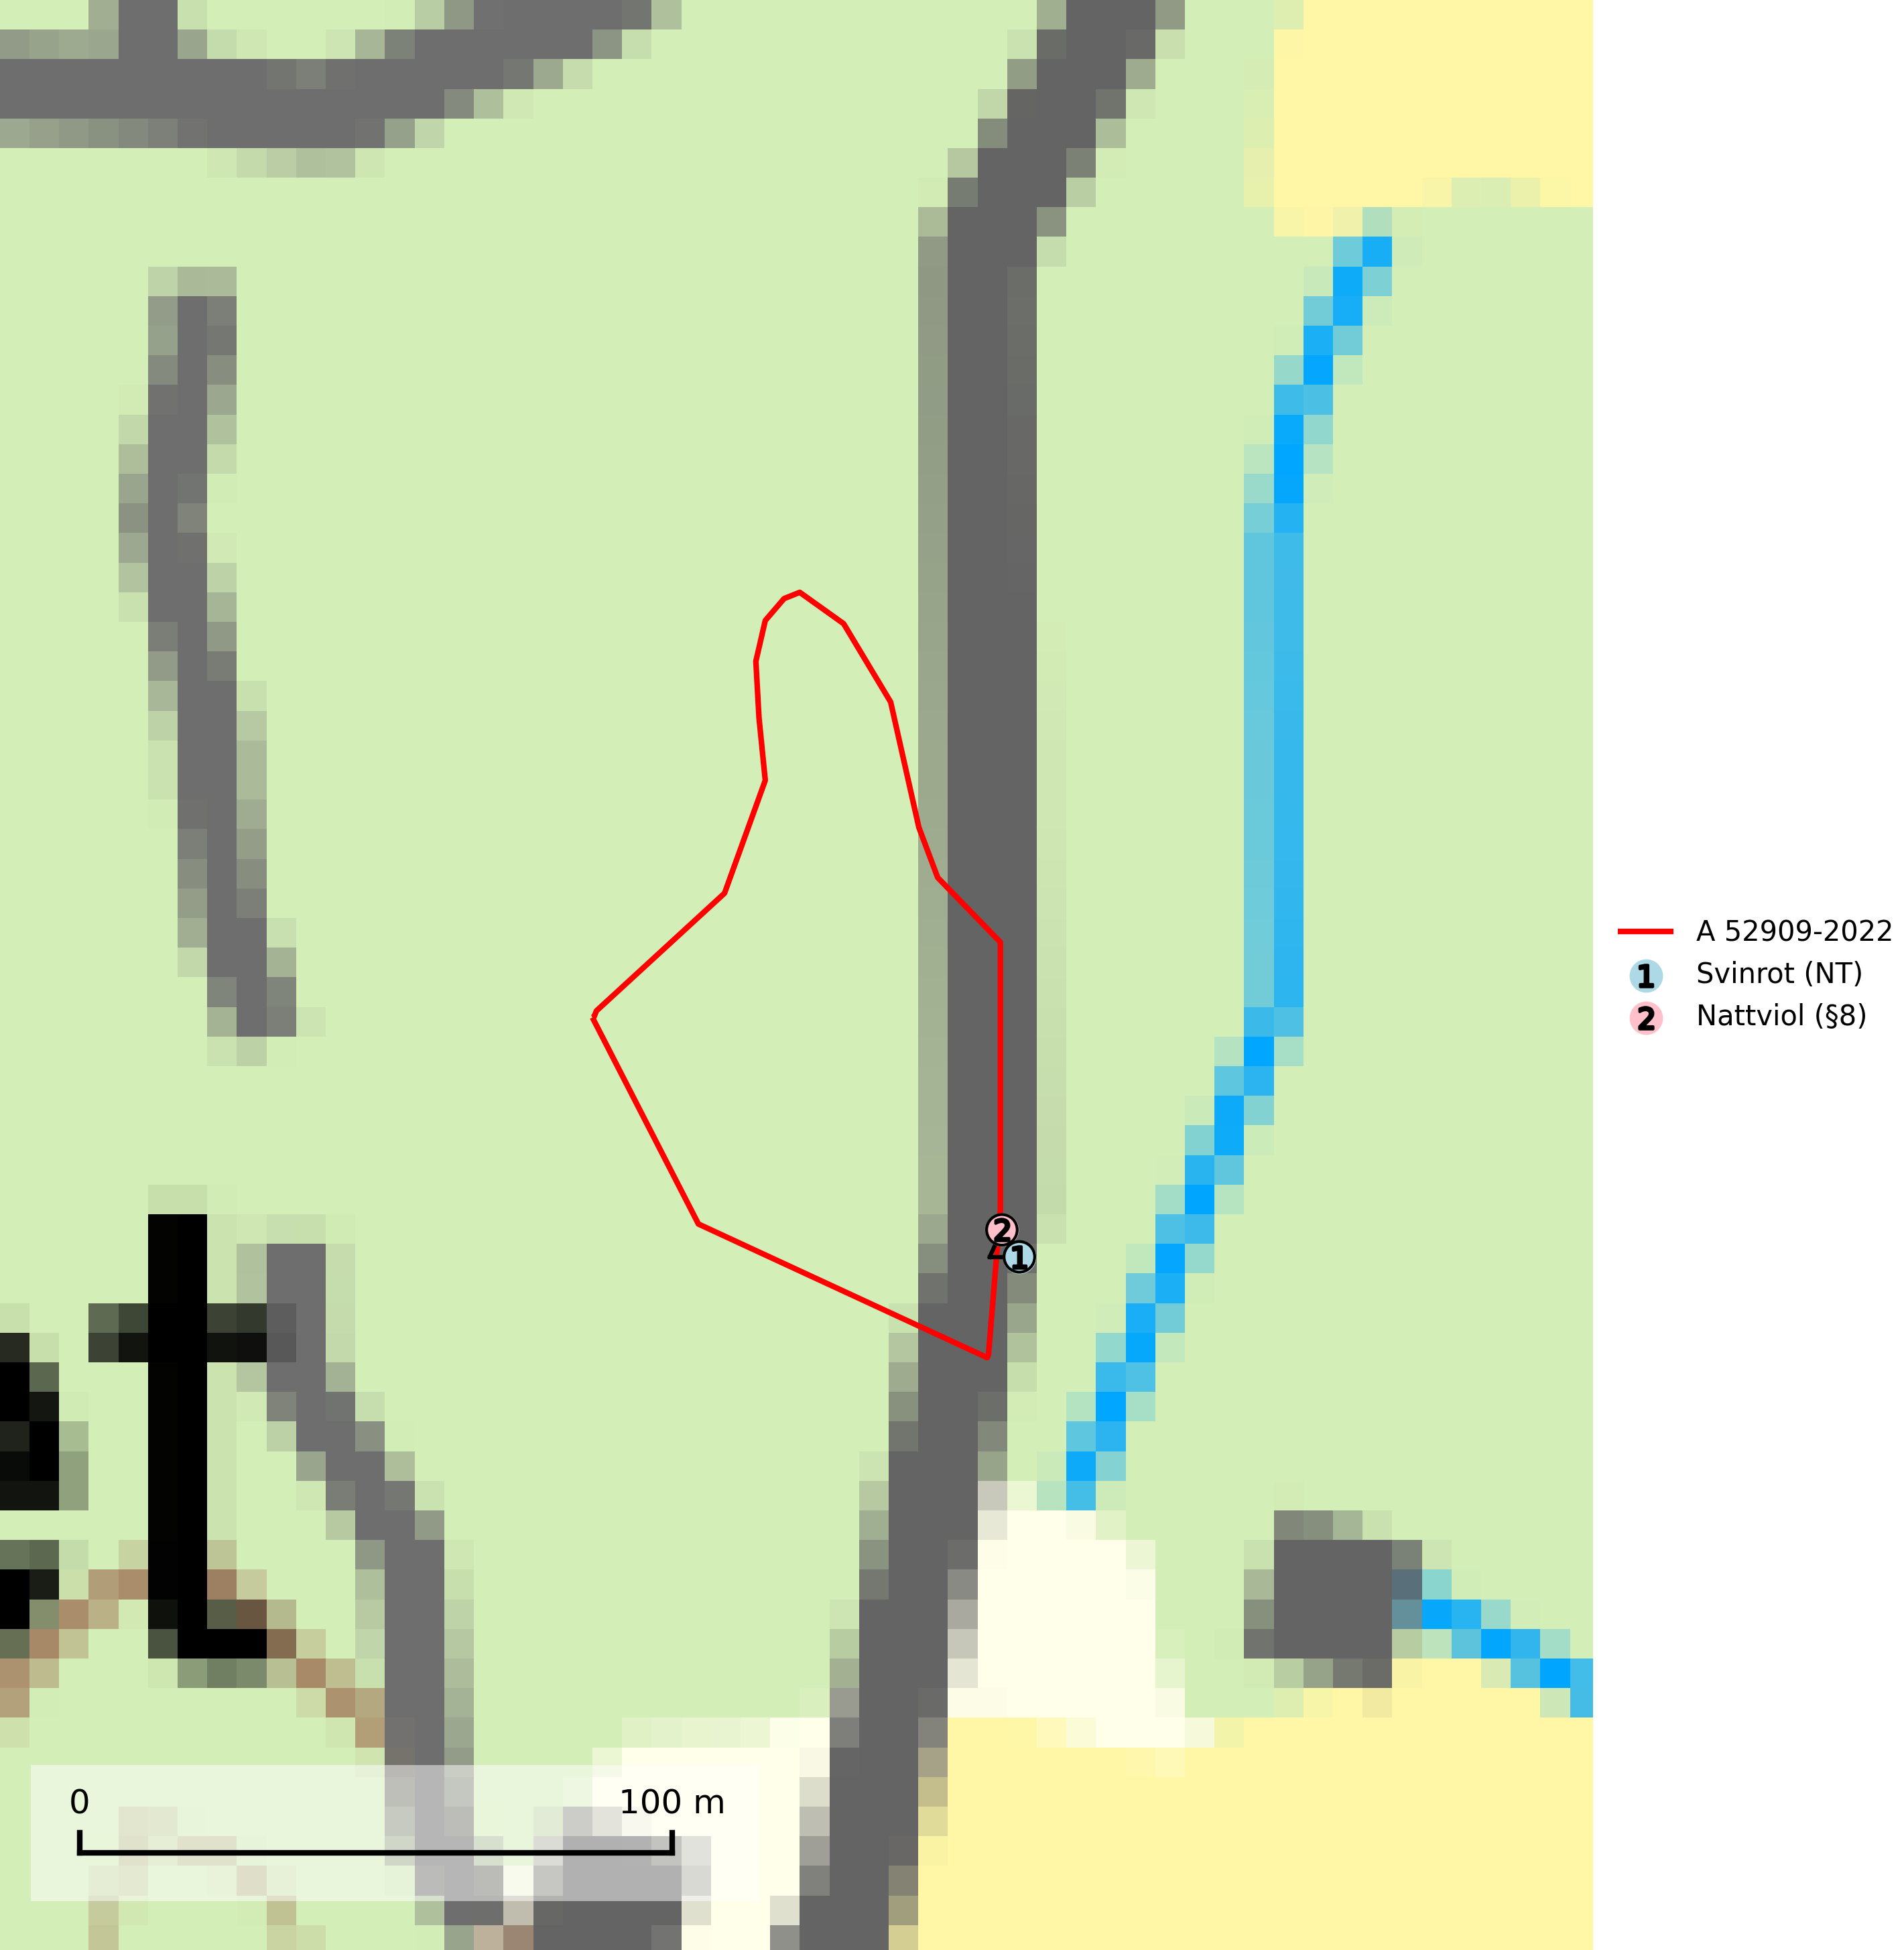 A 52909-2022
1 Svinrot (NT)
2 Nattviol (§8)
2
1
0 100 m